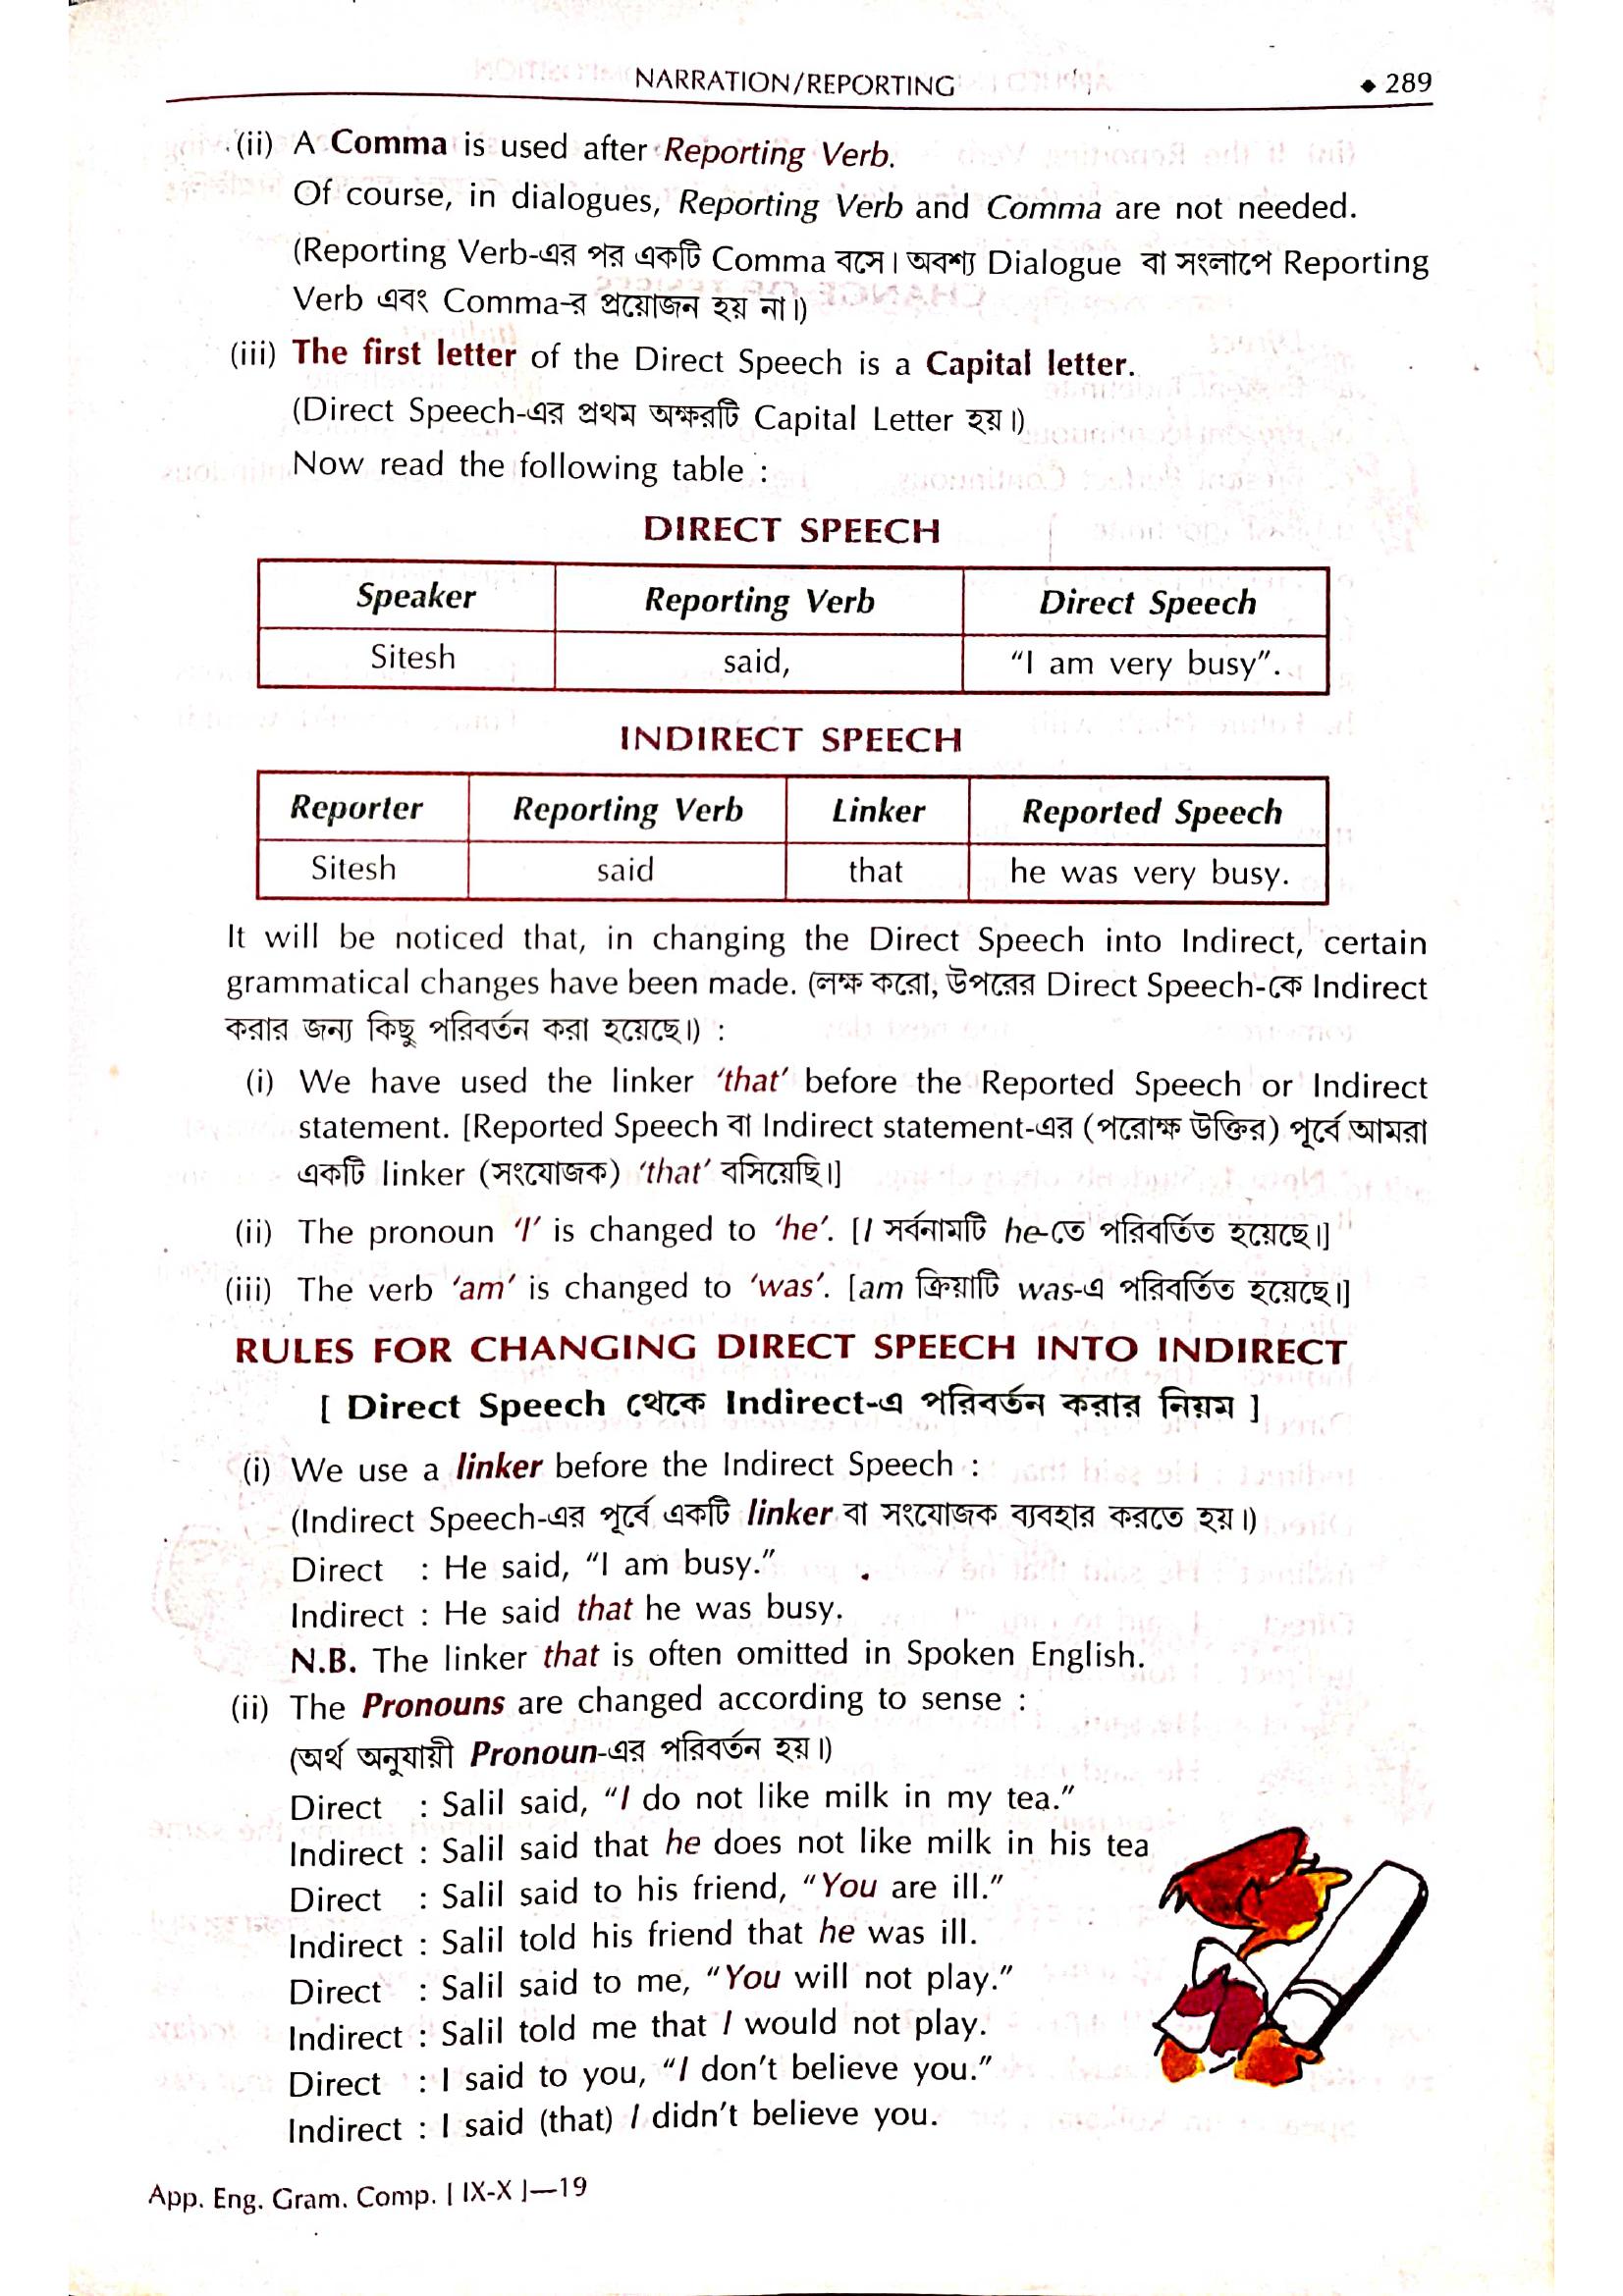 NARRATION/REPORTING ◆ 289
(ii) A Comma is used after Reporting Verb.
Of course, in dialogues, Reporting Verb and Comma are not needed.
(Reporting Verb-এর পর একটি Comma বসে। অবশ্য Dialogue বা সংলাপে Reporting
Verb এবং Comma-র প্রয়োজন হয় না।)
(iii) The first letter of the Direct Speech is a Capital letter.
(Direct Speech-এর প্রথম অক্ষরটি Capital Letter হয়।)
Now read the following table :
DIRECT SPEECH
Speaker Reporting Verb Direct Speech
Sitesh said, “I am very busy”.
INDIRECT SPEECH
Reporter Reporting Verb Linker Reported Speech
Sitesh said that he was very busy.
It will be noticed that, in changing the Direct Speech into Indirect, certain
grammatical changes have been made. (লক্ষ করো, উপরের Direct Speech-কে Indirect
করার জন্য কিছু পরিবর্তন করা হয়েছে।) :
(i) We have used the linker ‘that’ before the Reported Speech or Indirect
statement. [Reported Speech বা Indirect statement-এর (পরোক্ষ উক্তির) পূর্বে আমরা
একটি linker (সংযোজক) ‘that’ বসিয়েছি।]
(ii) The pronoun ‘I’ is changed to ‘he’. [I সর্বনামটি he-তে পরিবর্তিত হয়েছে।]
(iii) The verb ‘am’ is changed to ‘was’. [am ক্রিয়াটি was-এ পরিবর্তিত হয়েছে।]
RULES FOR CHANGING DIRECT SPEECH INTO INDIRECT
[ Direct Speech থেকে Indirect-এ পরিবর্তন করার নিয়ম ]
(i) We use a linker before the Indirect Speech :
(Indirect Speech-এর পূর্বে একটি linker বা সংযোজক ব্যবহার করতে হয়।)
Direct : He said, “I am busy.”
Indirect : He said that he was busy.
N.B. The linker that is often omitted in Spoken English.
(ii) The Pronouns are changed according to sense :
(অর্থ অনুযায়ী Pronoun-এর পরিবর্তন হয়।)
Direct : Salil said, “I do not like milk in my tea.”
Indirect : Salil said that he does not like milk in his tea
Direct : Salil said to his friend, “You are ill.”
Indirect : Salil told his friend that he was ill.
Direct : Salil said to me, “You will not play.”
Indirect : Salil told me that I would not play.
Direct : I said to you, “I don’t believe you.”
Indirect : I said (that) I didn’t believe you.
App. Eng. Gram. Comp. [ IX-X ]—19